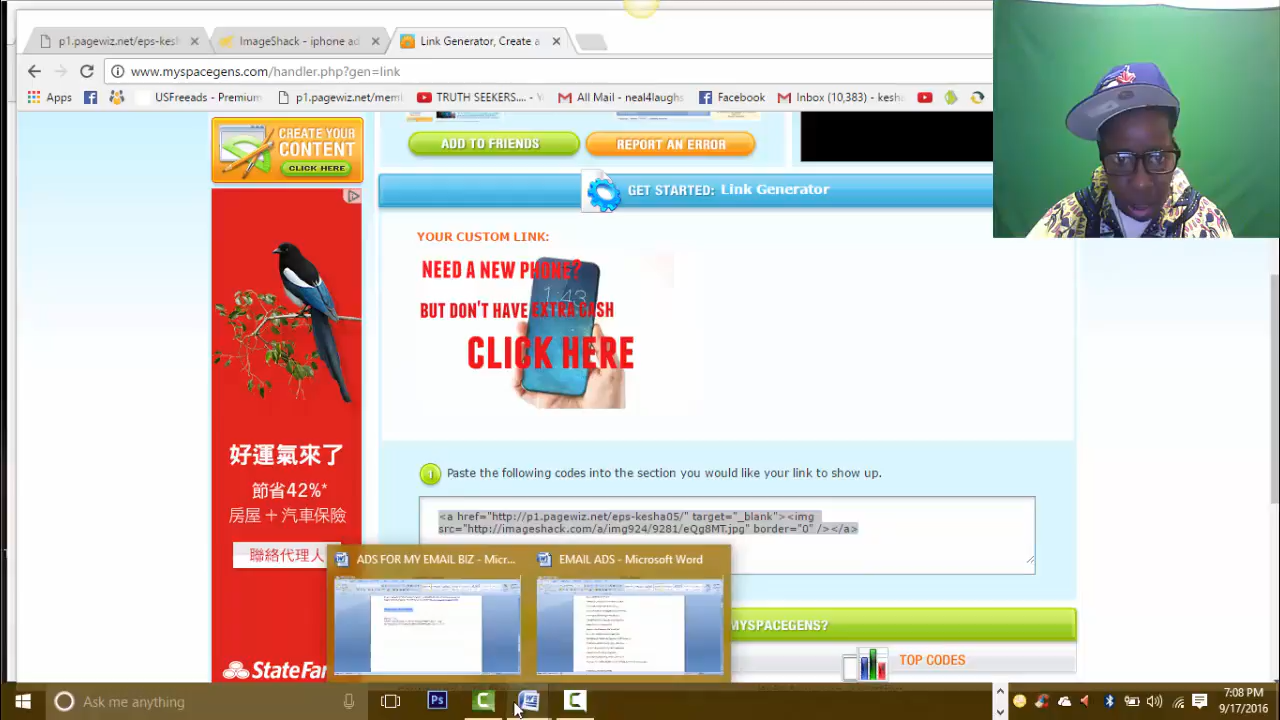 p1.pagewiz.net/eps-kesh
ImageShack - iphone ad
Link Generator, Create a
www.myspacegens.com/handler.php?gen=link
Apps
USFreeads - Premium
p1.pagewiz.net/mem
TRUTH SEEKERS.... - Y
All Mail - neal4laughs
Facebook
Inbox (10,383) - kesh
CREATE YOUR
CONTENT
CLICK HERE
ADD TO FRIENDS
REPORT AN ERROR
GET STARTED: Link Generator
YOUR CUSTOM LINK:
NEED A NEW PHONE?
1:43
BUT DON'T HAVE EXTRA CASH
CLICK HERE
好運氣來了
節省42%*
房屋 + 汽車保險
聯絡代理人
StateFa
1 Paste the following codes into the section you would like your link to show up.
<a href="http://p1.pagewiz.net/eps-kesha05/" target="_blank"><img
src="http://imageshack.com/a/img924/9281/eQg8MT.jpg" border="0" /></a>
ADS FOR MY EMAIL BIZ - Micr...
EMAIL ADS - Microsoft Word
MYSPACEGENS?
TOP CODES
Ask me anything
Ps
7:08 PM
9/17/2016